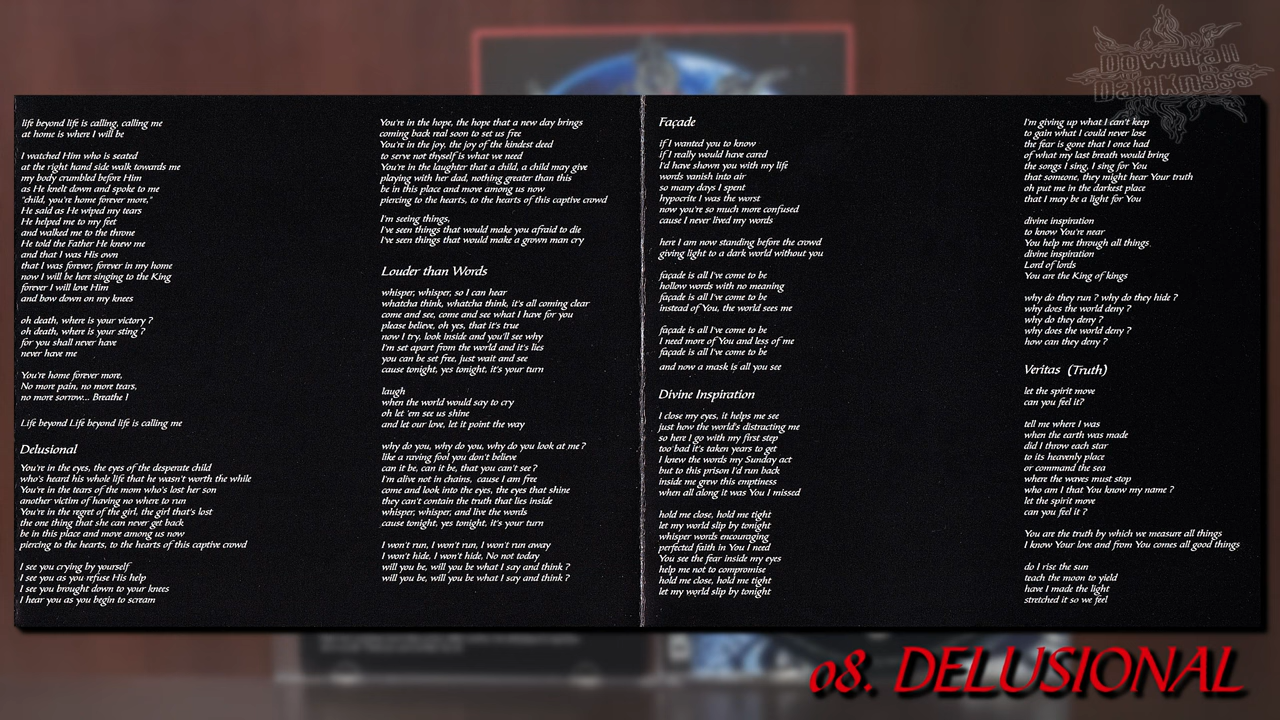 life beyond life is calling, calling me
at home is where I will be
I watched Him who is seated
at the right hand side walk towards me
my body crumbled before Him
as He knelt down and spoke to me
"child, you're home forever more,"
He said as He wiped my tears
He helped me to my feet
and walked me to the throne
He told the Father He knew me
and that I was His own
that I was forever, forever in my home
now I will be here singing to the King
forever I will love Him
and bow down on my knees
oh death, where is your victory ?
oh death, where is your sting ?
for you shall never have
never have me
You're home forever more,
No more pain, no more tears,
no more sorrow... Breathe !
Life beyond Life beyond life is calling me
Delusional
You're in the eyes, the eyes of the desperate child
who's heard his whole life that he wasn't worth the while
You're in the tears of the mom who's lost her son
another victim of having no where to run
You're in the regret of the girl, the girl that's lost
the one thing that she can never get back
be in this place and move among us now
piercing to the hearts, to the hearts of this captive crowd
I see you crying by yourself
I see you as you refuse His help
I see you brought down to your knees
I hear you as you begin to scream
You're in the hope, the hope that a new day brings
coming back real soon to set us free
You're in the joy, the joy of the kindest deed
to serve not thyself is what we need
You're in the laughter that a child, a child may give
playing with her dad, nothing greater than this
be in this place and move among us now
piercing to the hearts, to the hearts of this captive crowd
I'm seeing things,
I've seen things that would make you afraid to die
I've seen things that would make a grown man cry
Louder than Words
whisper, whisper, so I can hear
whatcha think, whatcha think, it's all coming clear
come and see, come and see what I have for you
please believe, oh yes, that it's true
now I try, look inside and you'll see why
I'm set apart from the world and it's lies
you can be set free, just wait and see
cause tonight, yes tonight, it's your turn
laugh
when the world would say to cry
oh let 'em see us shine
and let our love, let it point the way
why do you, why do you, why do you look at me ?
like a raving fool you don't believe
can it be, can it be, that you can't see ?
I'm alive not in chains, cause I am free
come and look into the eyes, the eyes that shine
they can't contain the truth that lies inside
whisper, whisper, and live the words
cause tonight, yes tonight, it's your turn
I won't run, I won't run, I won't run away
I won't hide, I won't hide, No not today
will you be, will you be what I say and think ?
will you be, will you be what I say and think ?
Façade
if I wanted you to know
if I really would have cared
I'd have shown you with my life
words vanish into air
so many days I spent
hypocrite I was the worst
now you're so much more confused
cause I never lived my words
here I am now standing before the crowd
giving light to a dark world without you
façade is all I've come to be
hollow words with no meaning
façade is all I've come to be
instead of You, the world sees me
façade is all I've come to be
I need more of You and less of me
façade is all I've come to be
and now a mask is all you see
Divine Inspiration
I close my eyes, it helps me see
just how the world's distracting me
so here I go with my first step
too bad it's taken years to get
I knew the words my Sunday act
but to this prison I'd run back
inside me grew this emptiness
when all along it was You I missed
hold me close, hold me tight
let my world slip by tonight
whisper words encouraging
perfected faith in You I need
You see the fear inside my eyes
help me not to compromise
hold me close, hold me tight
let my world slip by tonight
I'm giving up what I can't keep
to gain what I could never lose
the fear is gone that I once had
of what my last breath would bring
the songs I sing, I sing for You
that someone, they might hear Your truth
oh put me in the darkest place
that I may be a light for You
divine inspiration
to know You're near
You help me through all things
divine inspiration
Lord of lords
You are the King of kings
why do they run ? why do they hide ?
why does the world deny ?
why do they deny ?
why does the world deny ?
how can they deny ?
Veritas (Truth)
let the spirit move
can you feel it?
tell me where I was
when the earth was made
did I throw each star
to its heavenly place
or command the sea
where the waves must stop
who am I that You know my name ?
let the spirit move
can you feel it ?
You are the truth by which we measure all things
I know Your love and from You comes all good things
do I rise the sun
teach the moon to yield
have I made the light
stretched it so we feel
Downfall
of
Darkness
08. DELUSIONAL